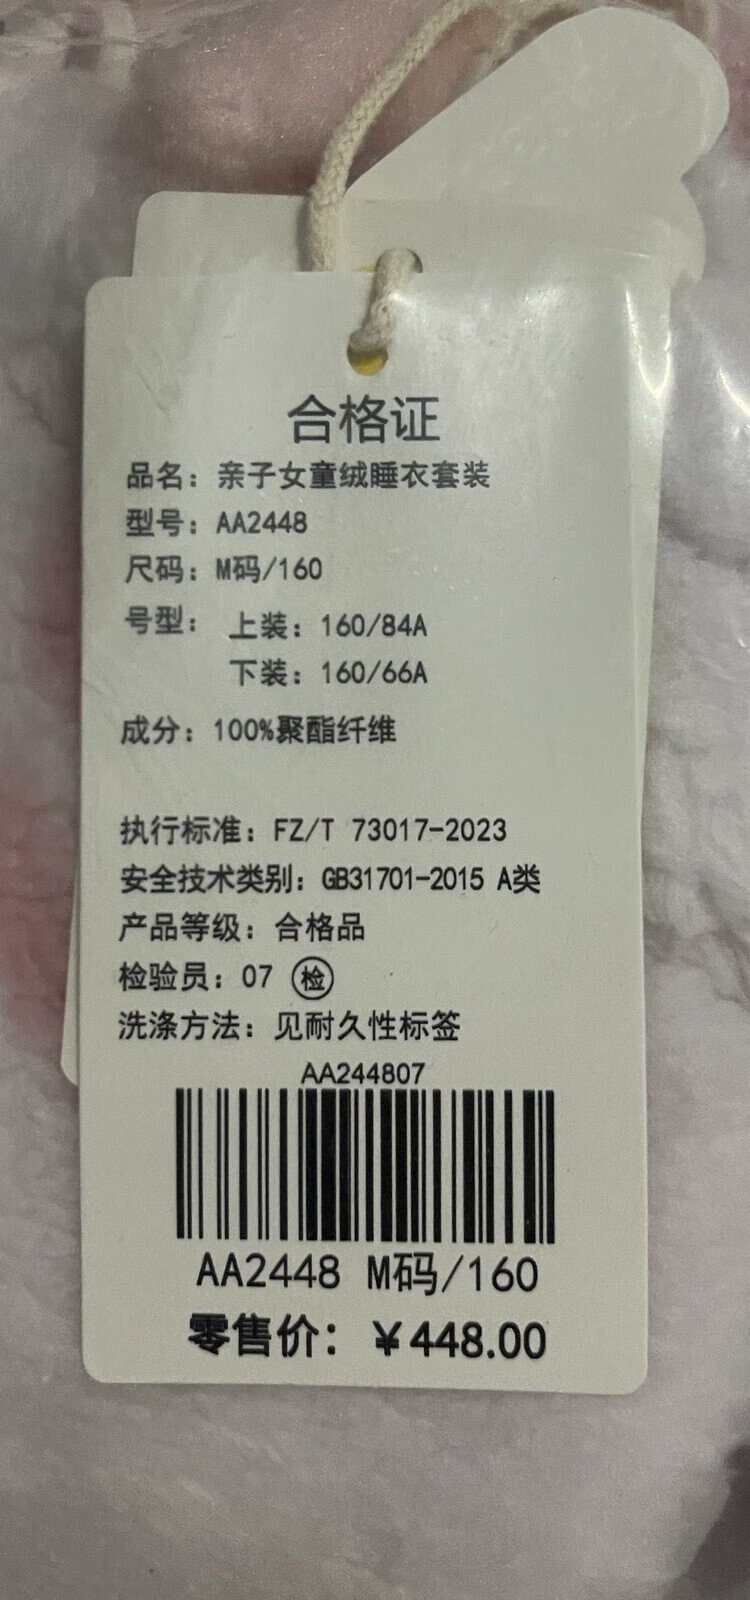 合格证
品名：亲子女童绒睡衣套装
型号：AA2448
尺码：M码/160
号型： 上装：160/84A
下装：160/66A
成分：100%聚酯纤维
执行标准：FZ/T 73017-2023
安全技术类别：GB31701-2015 A类
产品等级：合格品
检验员：07 检
洗涤方法：见耐久性标签
AA244807
AA2448 M码/160
零售价：￥448.00